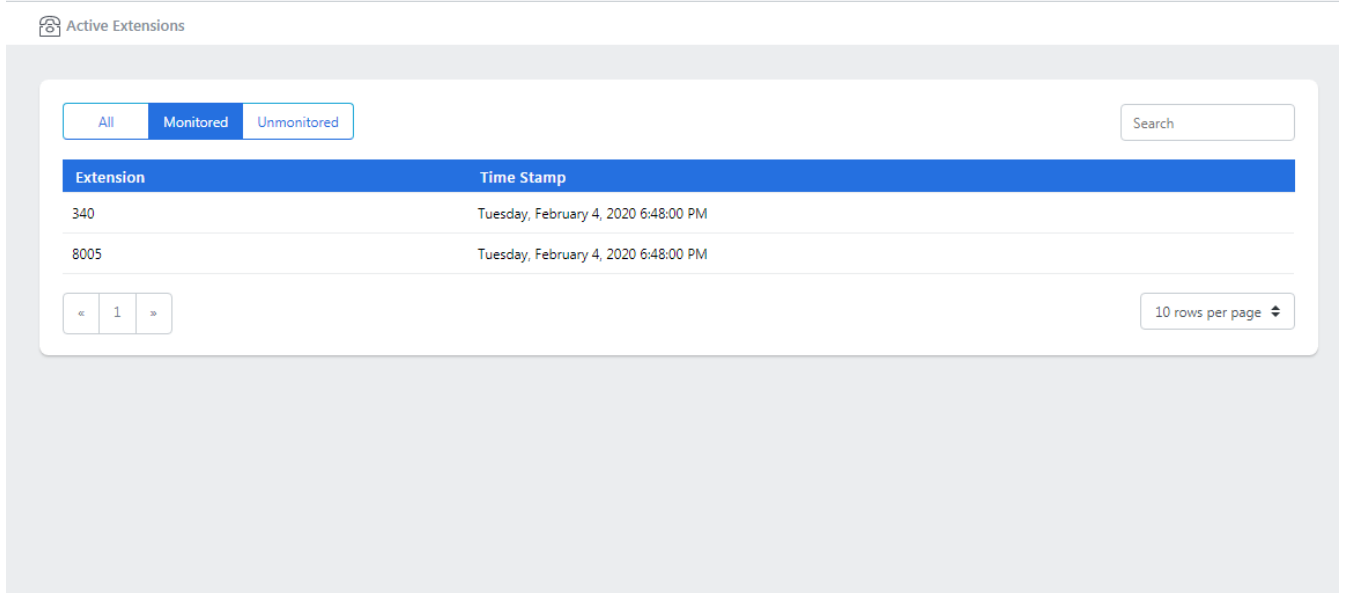 Active Extensions
All Monitored Unmonitored Search
Extension Time Stamp
340 Tuesday, February 4, 2020 6:48:00 PM
8005 Tuesday, February 4, 2020 6:48:00 PM
« 1 » 10 rows per page